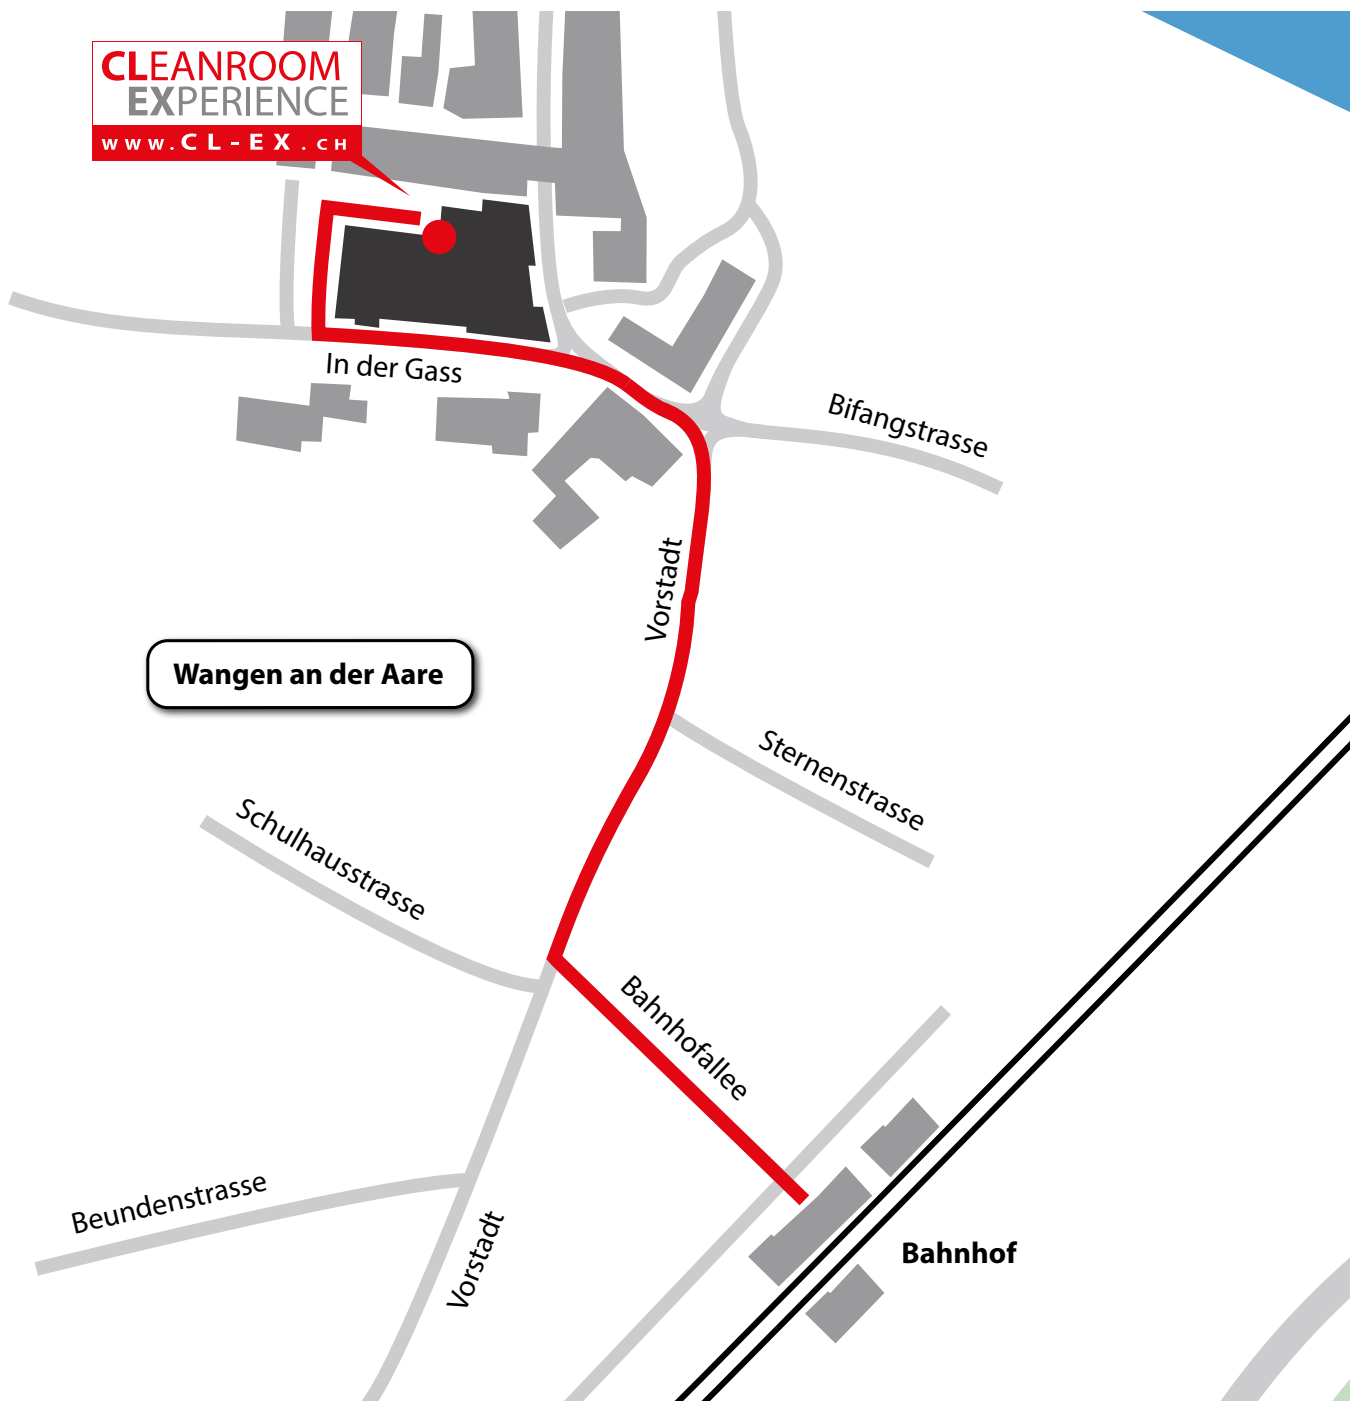 CLEANROOM
EXPERIENCE
www.CL-EX.CH
In der Gass
Bifangstrasse
Vorstadt
Wangen an der Aare
Sternenstrasse
Schulhausstrasse
Bahnhofallee
Beundenstrasse
Vorstadt
Bahnhof